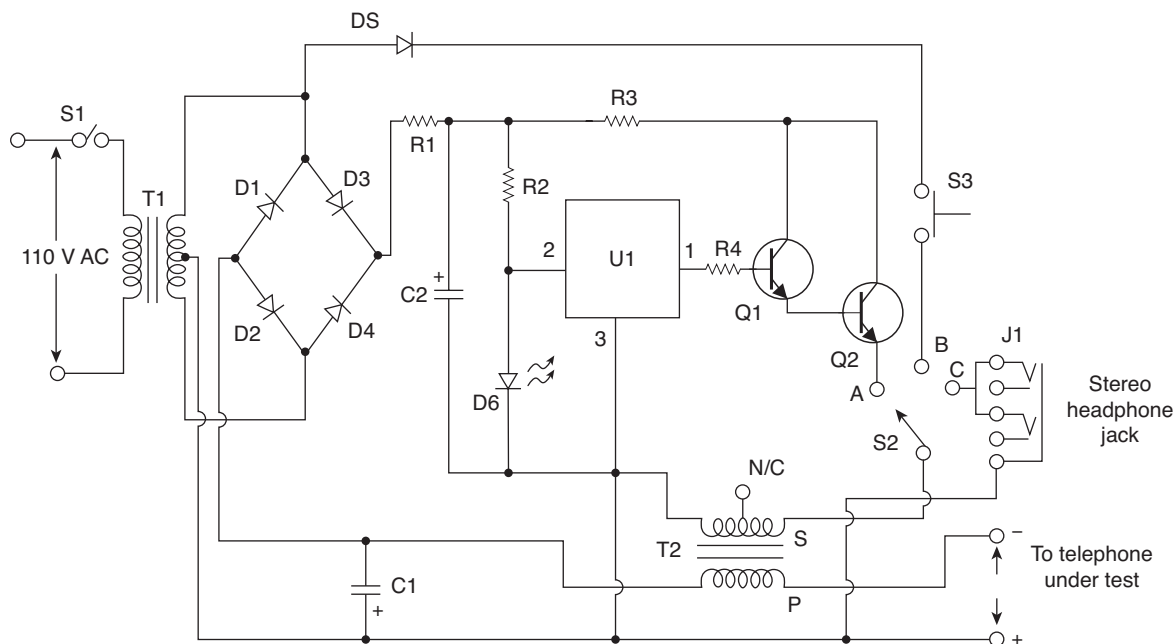 DS
S1
R3
R1
D1
D3
T1
R2
S3
110 V AC
2
U1
1
R4
+
C2
D2
D4
3
Q1
Q2
B
J1
C
A
D6
Stereo
headphone
jack
S2
N/C
S
T2
−
C1
To telephone
under test
+
P
+